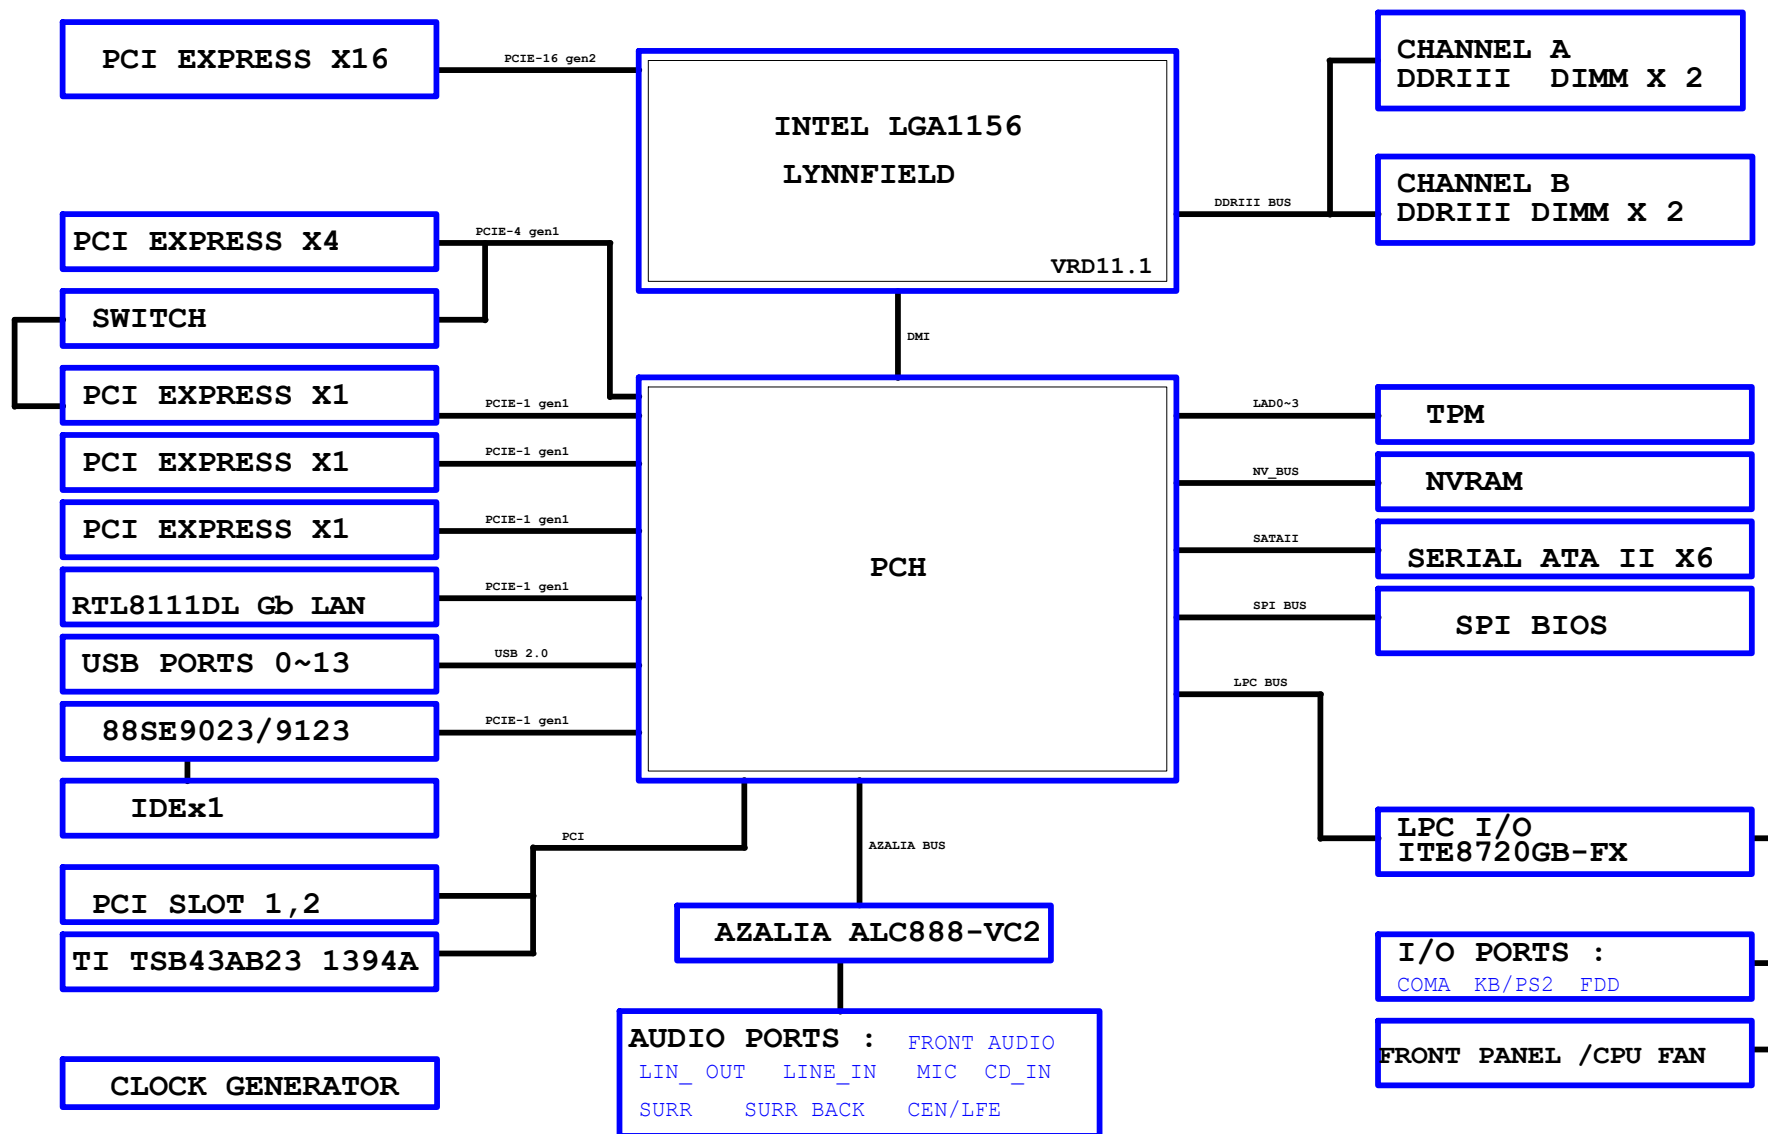 PCI EXPRESS X16
PCIE-16 gen2
INTEL LGA1156
LYNNFIELD
VRD11.1
CHANNEL A
DDRIII DIMM X 2
DDRIII BUS
CHANNEL B
DDRIII DIMM X 2
PCI EXPRESS X4
PCIE-4 gen1
SWITCH
DMI
PCI EXPRESS X1
PCIE-1 gen1
PCI EXPRESS X1
PCIE-1 gen1
PCI EXPRESS X1
PCIE-1 gen1
RTL8111DL Gb LAN
PCIE-1 gen1
USB PORTS 0~13
USB 2.0
88SE9023/9123
PCIE-1 gen1
IDEx1
PCH
LAD0~3
TPM
NV_BUS
NVRAM
SATAII
SERIAL ATA II X6
SPI BUS
SPI BIOS
LPC BUS
LPC I/O
ITE8720GB-FX
PCI
AZALIA BUS
PCI SLOT 1,2
TI TSB43AB23 1394A
AZALIA ALC888-VC2
I/O PORTS :
COMA KB/PS2 FDD
AUDIO PORTS : FRONT AUDIO
LIN_ OUT LINE_IN MIC CD_IN
SURR SURR BACK CEN/LFE
FRONT PANEL /CPU FAN
CLOCK GENERATOR